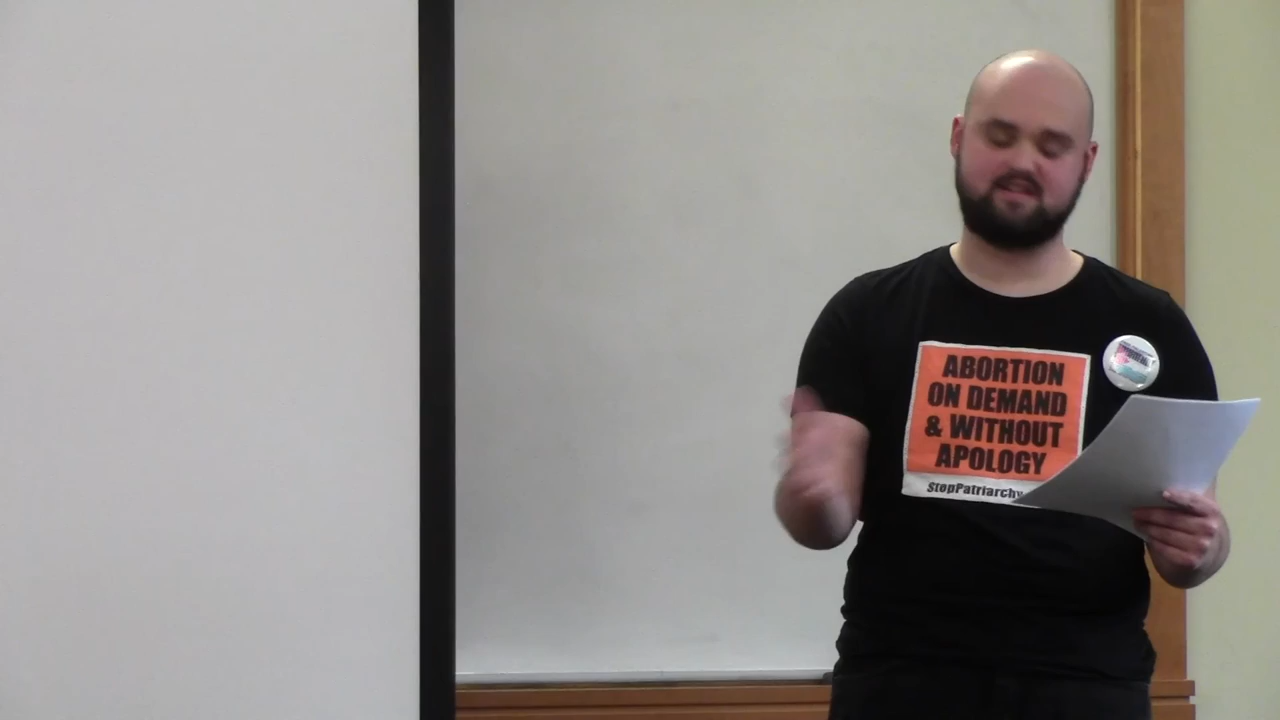 ABORTION
ON DEMAND
& WITHOUT
APOLOGY
StopPatriarchy